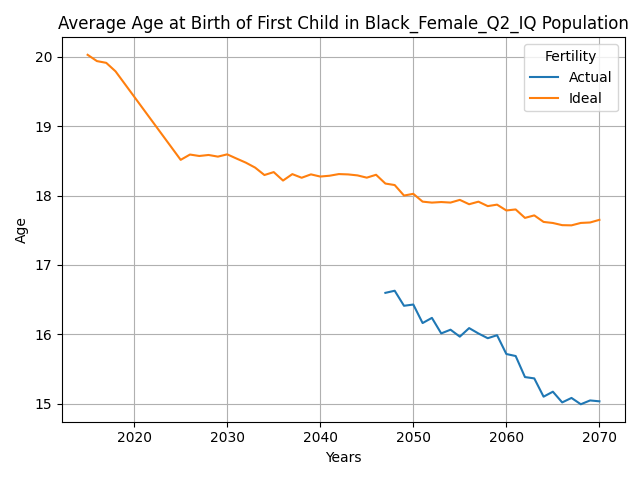 Average Age at Birth of First Child in Black_Female_Q2_IQ Population
Fertility
Actual
Ideal
Age
20
19
18
17
16
15
2020 2030 2040 2050 2060 2070
Years